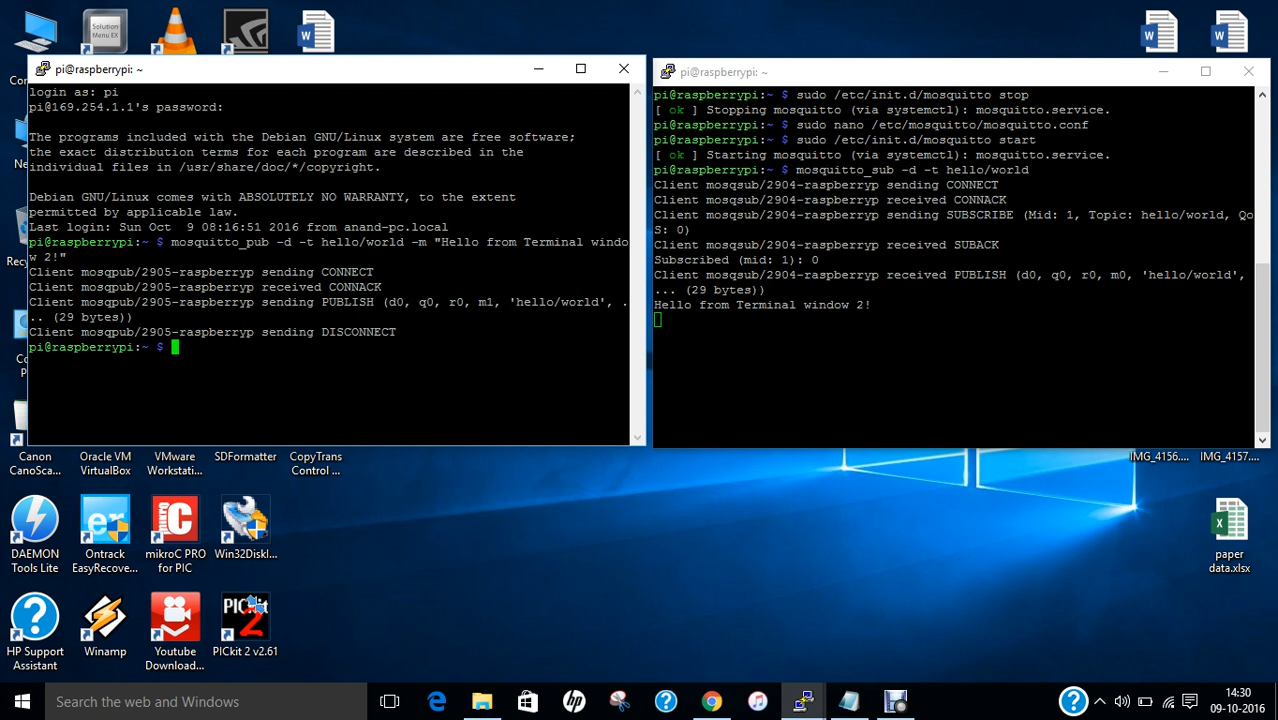 Solution
Menu EX
pi@raspberrypi: ~
login as: pi
pi@169.254.1.1's password:
The programs included with the Debian GNU/Linux system are free software;
the exact distribution terms for each program are described in the
individual files in /usr/share/doc/*/copyright.
Debian GNU/Linux comes with ABSOLUTELY NO WARRANTY, to the extent
permitted by applicable law.
Last login: Sun Oct  9 08:16:51 2016 from anand-pc.local
pi@raspberrypi:~ $ mosquitto_pub -d -t hello/world -m "Hello from Terminal windo
w 2!"
Client mosqpub/2905-raspberryp sending CONNECT
Client mosqpub/2905-raspberryp received CONNACK
Client mosqpub/2905-raspberryp sending PUBLISH (d0, q0, r0, m1, 'hello/world', .
.. (29 bytes))
Client mosqpub/2905-raspberryp sending DISCONNECT
pi@raspberrypi:~ $
pi@raspberrypi: ~
pi@raspberrypi:~ $ sudo /etc/init.d/mosquitto stop
[ ok ] Stopping mosquitto (via systemctl): mosquitto.service.
pi@raspberrypi:~ $ sudo nano /etc/mosquitto/mosquitto.conf
pi@raspberrypi:~ $ sudo /etc/init.d/mosquitto start
[ ok ] Starting mosquitto (via systemctl): mosquitto.service.
pi@raspberrypi:~ $ mosquitto_sub -d -t hello/world
Client mosqsub/2904-raspberryp sending CONNECT
Client mosqsub/2904-raspberryp received CONNACK
Client mosqsub/2904-raspberryp sending SUBSCRIBE (Mid: 1, Topic: hello/world, Qo
S: 0)
Client mosqsub/2904-raspberryp received SUBACK
Subscribed (mid: 1): 0
Client mosqsub/2904-raspberryp received PUBLISH (d0, q0, r0, m0, 'hello/world',
... (29 bytes))
Hello from Terminal window 2!
Canon
CanoSca...
Oracle VM
VirtualBox
VMware
Workstati...
SDFormatter
CopyTrans
Control ...
IMG_4156....
IMG_4157....
DAEMON
Tools Lite
er
Ontrack
EasyRecove...
mikro
C
mikroC PRO
for PIC
Win32DiskI...
paper
data.xlsx
HP Support
Assistant
Winamp
Youtube
Download...
PICkit
2
PICkit 2 v2.61
Search the web and Windows
hp
14:30
09-10-2016